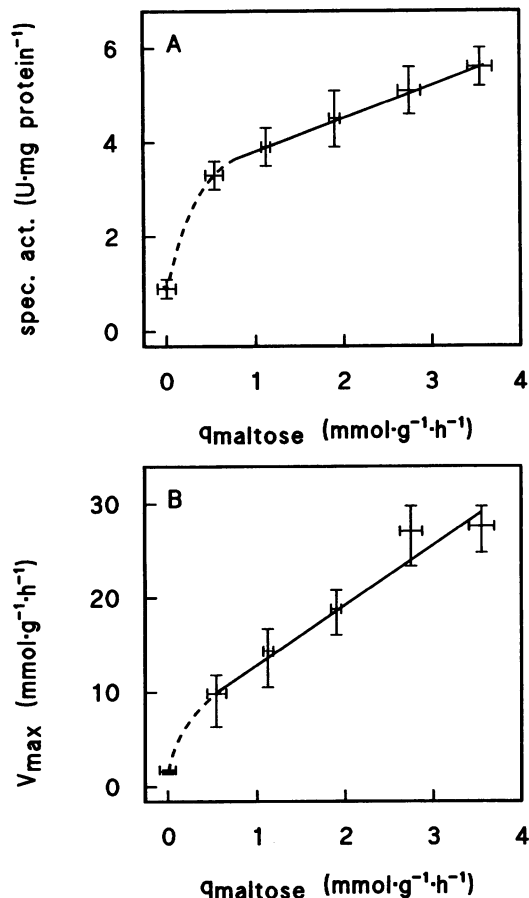 A
6
4
2
0
spec. act. (U·mg protein⁻¹)
0 1 2 3 4
qmaltose (mmol·g⁻¹·h⁻¹)
B
30
20
10
0
Vmax (mmol·g⁻¹·h⁻¹)
0 1 2 3 4
qmaltose (mmol·g⁻¹·h⁻¹)